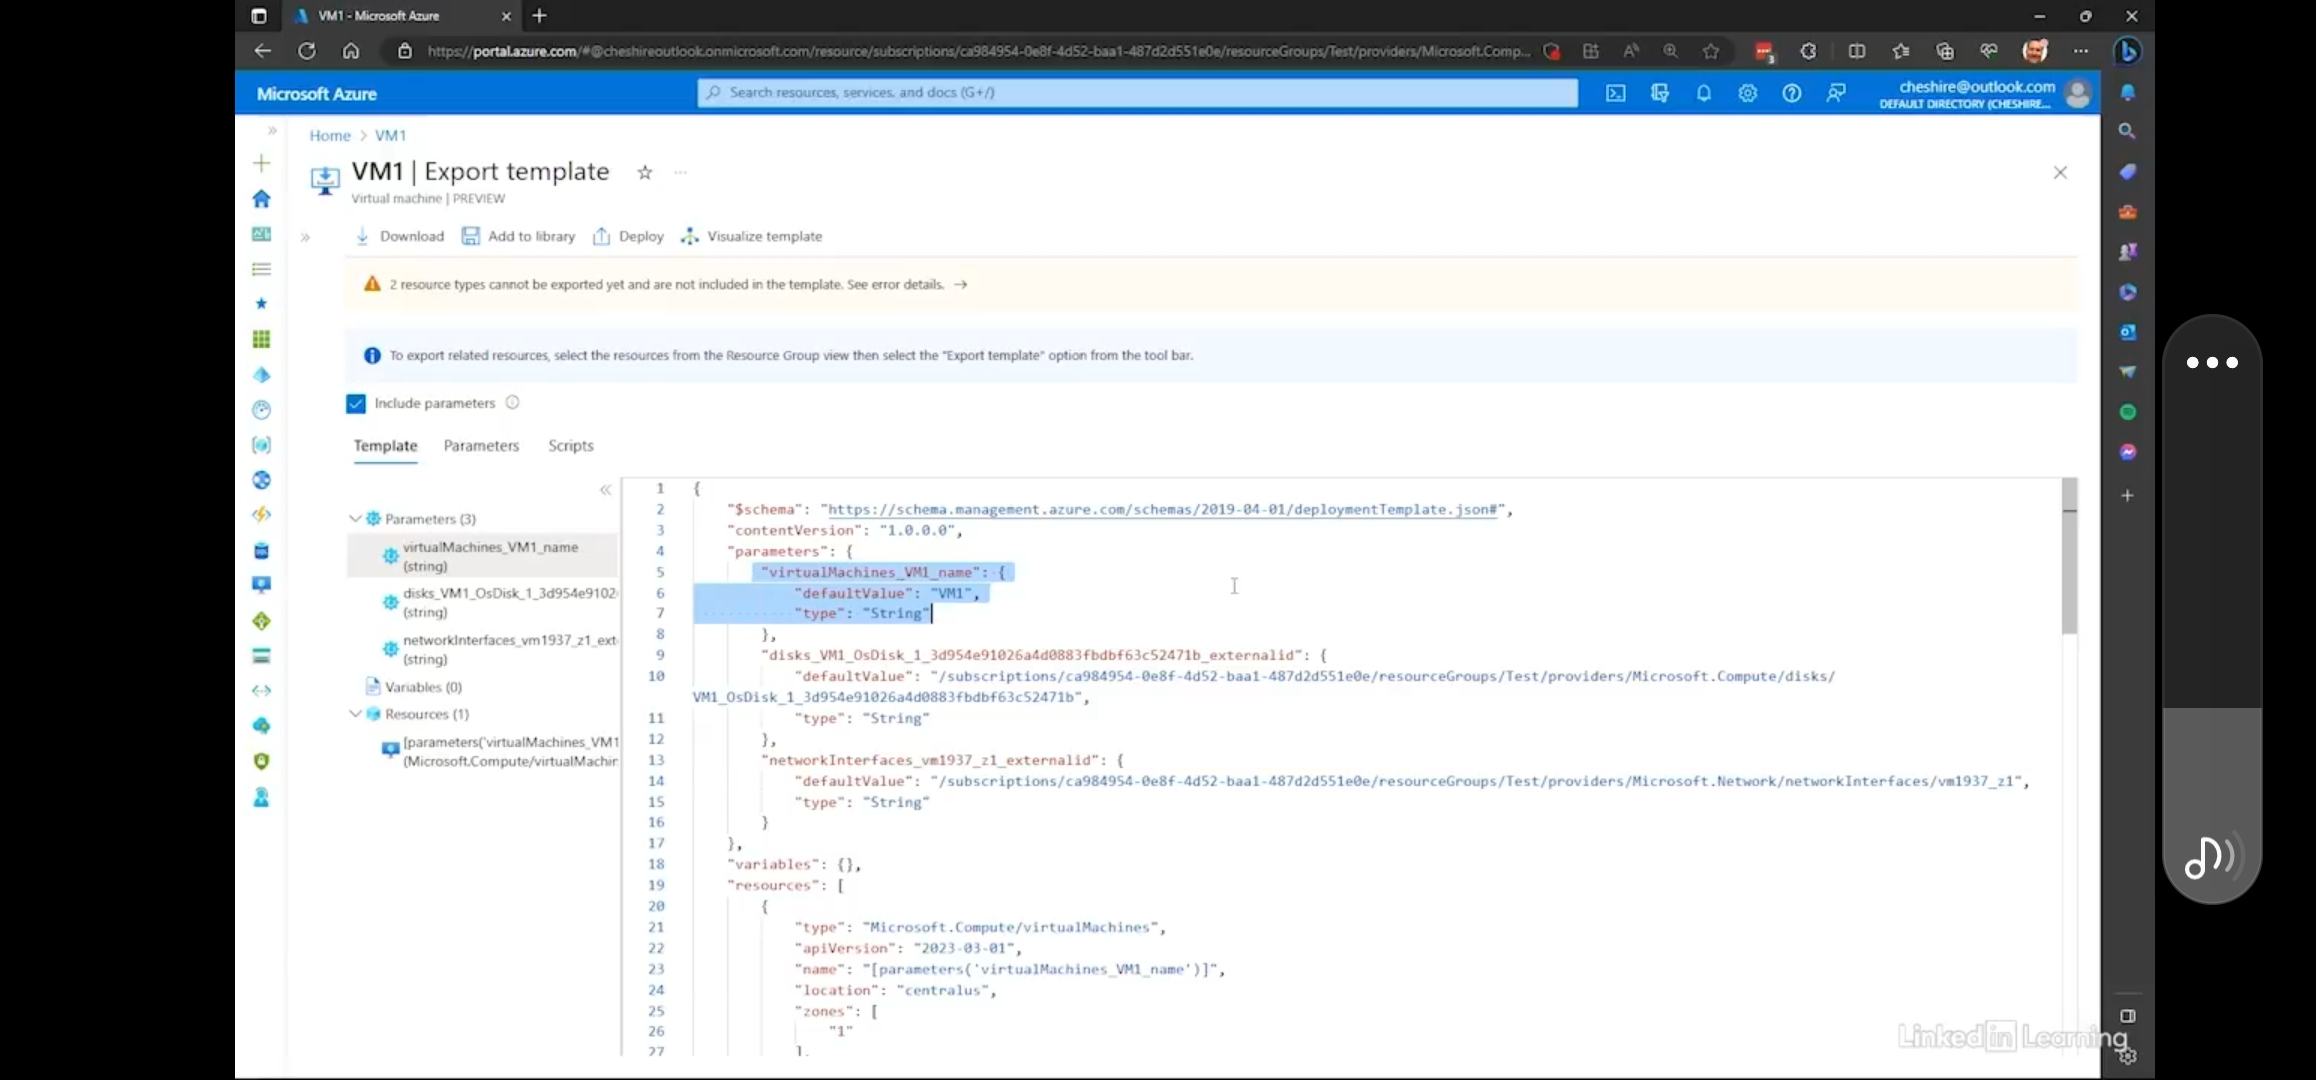 VM1 - Microsoft Azure
https://portal.azure.com/#@cheshireoutlook.onmicrosoft.com/resource/subscriptions/ca984954-0e8f-4d52-baa1-487d2d551e0e/resourceGroups/Test/providers/Microsoft.Comp...
3
Microsoft Azure
Search resources, services, and docs (G+/)
cheshire@outlook.com
DEFAULT DIRECTORY (CHESHIRE...
Home > VM1
VM1 | Export template
Virtual machine | PREVIEW
Download
Add to library
Deploy
Visualize template
2 resource types cannot be exported yet and are not included in the template. See error details. →
To export related resources, select the resources from the Resource Group view then select the "Export template" option from the tool bar.
Include parameters
Template
Parameters
Scripts
Parameters (3)
virtualMachines_VM1_name
(string)
disks_VM1_OsDisk_1_3d954e9102
(string)
networkInterfaces_vm1937_z1_ext
(string)
Variables (0)
Resources (1)
[parameters('virtualMachines_VM1
(Microsoft.Compute/virtualMachin
1 {
2 "$schema": "https://schema.management.azure.com/schemas/2019-04-01/deploymentTemplate.json#",
3 "contentVersion": "1.0.0.0",
4 "parameters": {
5 "virtualMachines_VM1_name": {
6 "defaultValue": "VM1",
7 "type": "String"
8 },
9 "disks_VM1_OsDisk_1_3d954e91026a4d0883fbdbf63c52471b_externalid": {
10 "defaultValue": "/subscriptions/ca984954-0e8f-4d52-baa1-487d2d551e0e/resourceGroups/Test/providers/Microsoft.Compute/disks/
VM1_OsDisk_1_3d954e91026a4d0883fbdbf63c52471b",
11 "type": "String"
12 },
13 "networkInterfaces_vm1937_z1_externalid": {
14 "defaultValue": "/subscriptions/ca984954-0e8f-4d52-baa1-487d2d551e0e/resourceGroups/Test/providers/Microsoft.Network/networkInterfaces/vm1937_z1",
15 "type": "String"
16 }
17 },
18 "variables": {},
19 "resources": [
20 {
21 "type": "Microsoft.Compute/virtualMachines",
22 "apiVersion": "2023-03-01",
23 "name": "[parameters('virtualMachines_VM1_name')]",
24 "location": "centralus",
25 "zones": [
26 "1"
27 ],
LinkedIn Learning